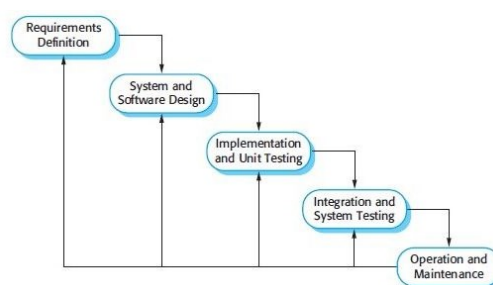 Requirements
Definition
System and
Software Design
Implementation
and Unit Testing
Integration and
System Testing
Operation and
Maintenance